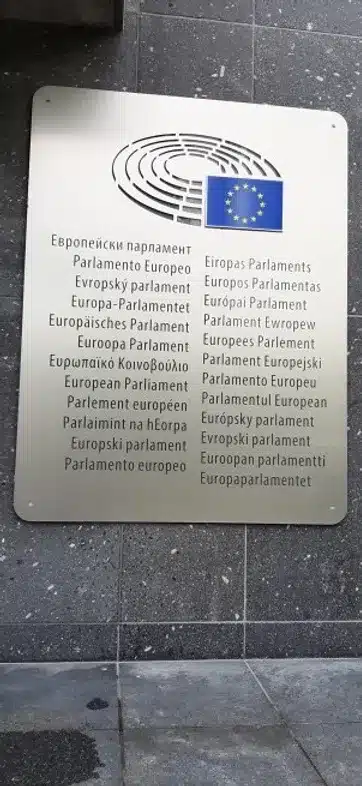 Европейски парламент
Parlamento Europeo
Evropský parlament
Europa-Parlamentet
Europäisches Parlament
Euroopa Parlament
Ευρωπαϊκό Κοινοβούλιο
European Parliament
Parlement européen
Parlaimint na hEorpa
Europski parlament
Parlamento europeo
Eiropas Parlaments
Europos Parlamentas
Európai Parlament
Parlament Ewropew
Europees Parlement
Parlament Europejski
Parlamento Europeu
Parlamentul European
Európsky parlament
Evropski parlament
Euroopan parlamentti
Europaparlamentet